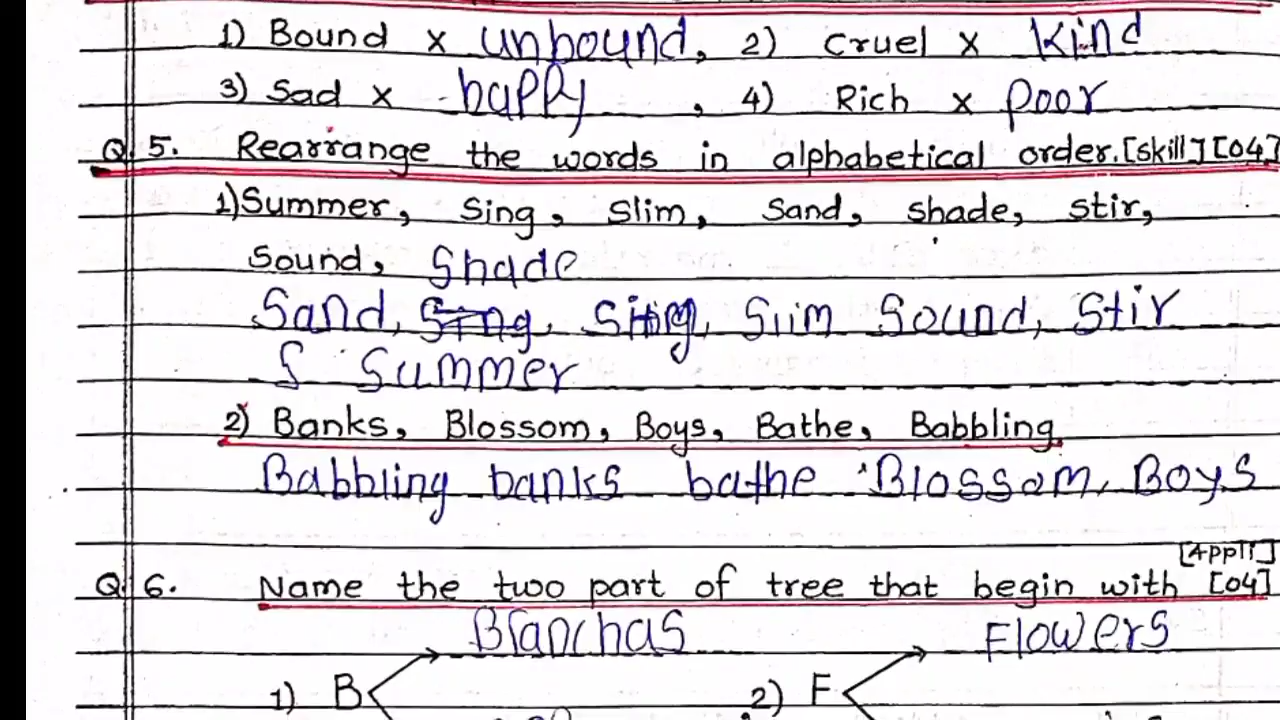 1) Bound x unbound, 2) cruel x kind
3) Sad x happy , 4) Rich x poor
Q. 5. Rearrange the words in alphabetical order. [Skill] [04]
1) Summer, Sing, Slim, Sand, shade, stir,
Sound, Shade
Sand, Sing, Sing, Slim Sound, Stir
S Summer
2) Banks, Blossom, Boys, Bathe, Babbling.
Babbling banks bathe Blossom, Boys
[Appli]
Q. 6. Name the two part of tree that begin with [04]
Branchas Flowers
1) B 2) F